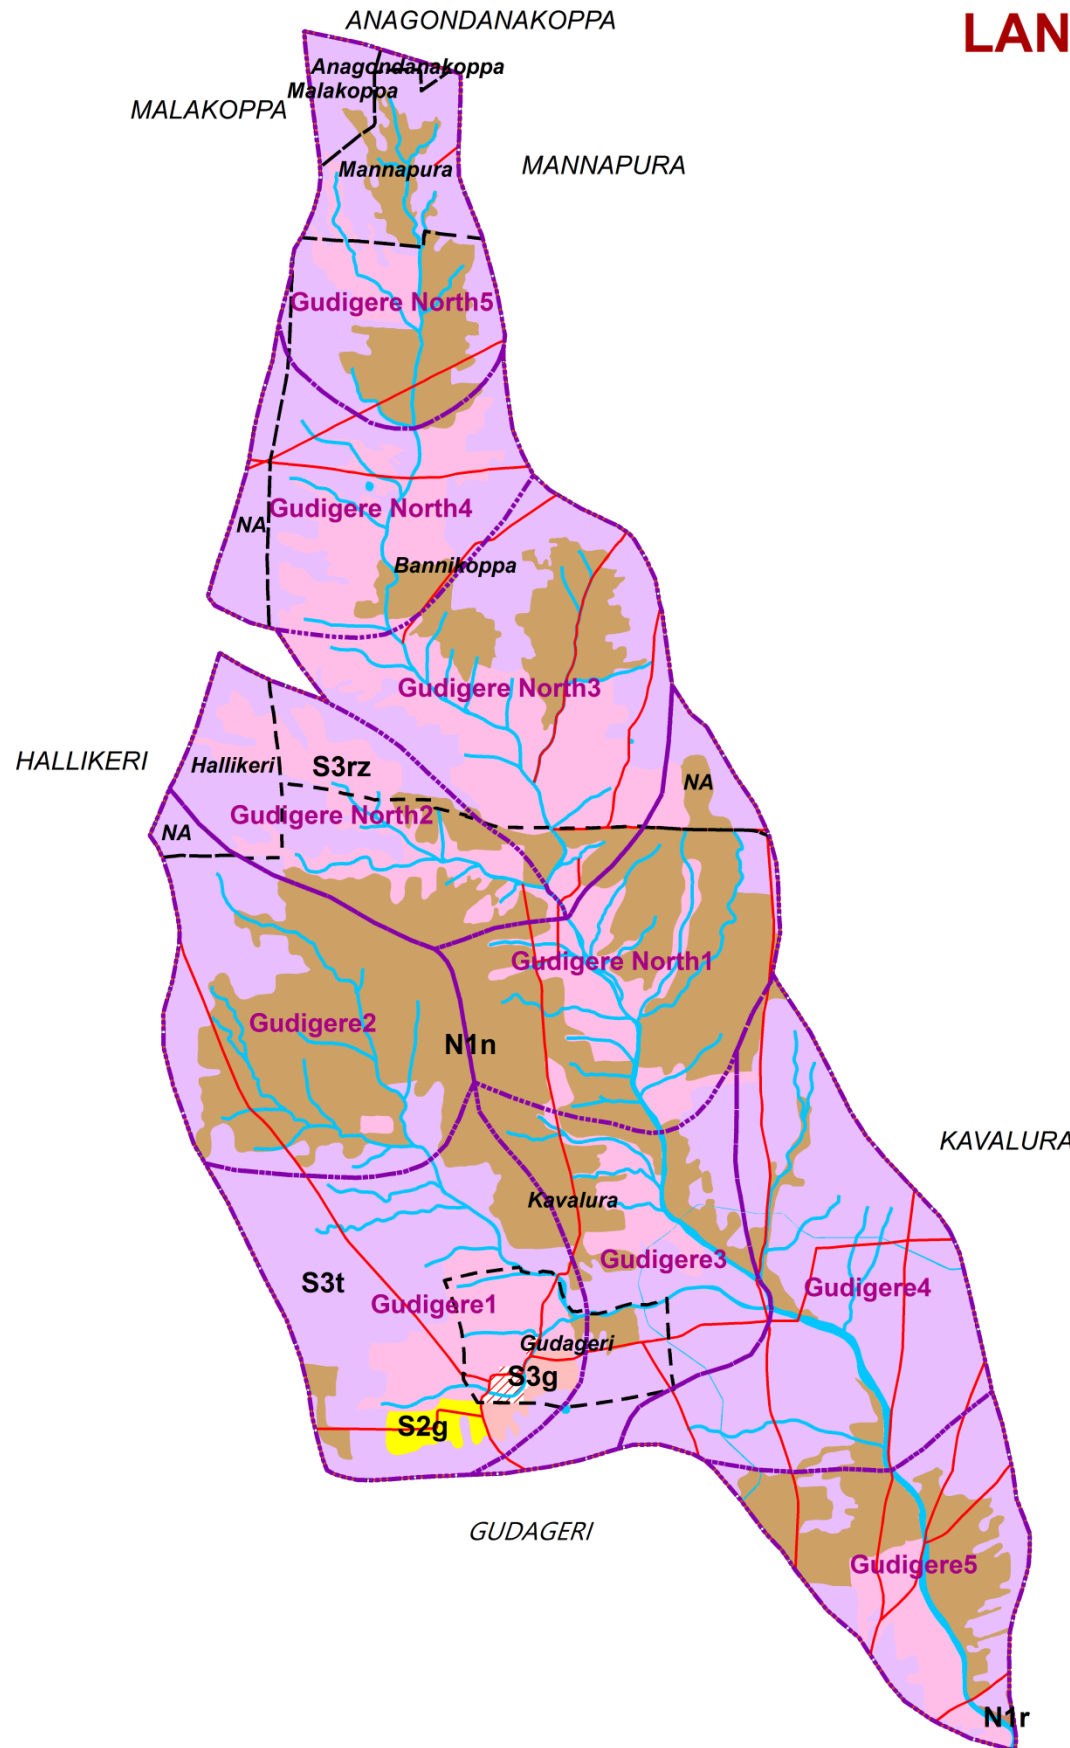 ANAGONDANAKOPPA
LAN
Anagondanakoppa
Malakoppa
MALAKOPPA
Mannapura
MANNAPURA
Gudigere North5
Gudigere North4
NA
Bannikoppa
Gudigere North3
HALLIKERI
Hallikeri
S3rz
NA
Gudigere North2
NA
Gudigere North1
Gudigere2
N1n
KAVALURA
Kavalura
Gudigere3
S3t
Gudigere4
Gudigere1
Gudageri
S3g
S2g
GUDAGERI
Gudigere5
N1r